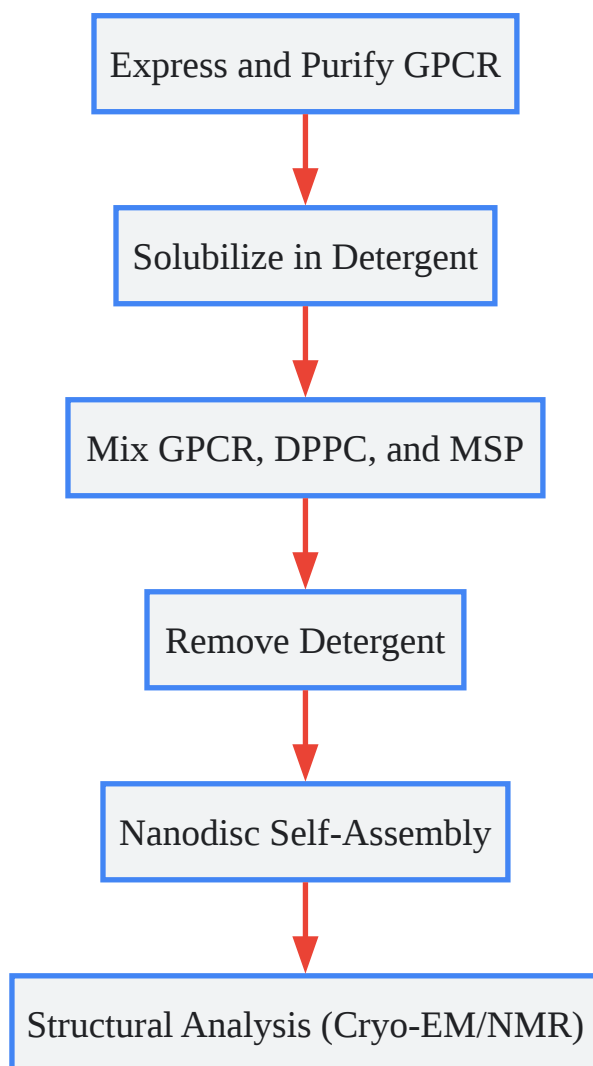 Express and Purify GPCR
Solubilize in Detergent
Mix GPCR, DPPC, and MSP
Remove Detergent
Nanodisc Self-Assembly
Structural Analysis (Cryo-EM/NMR)